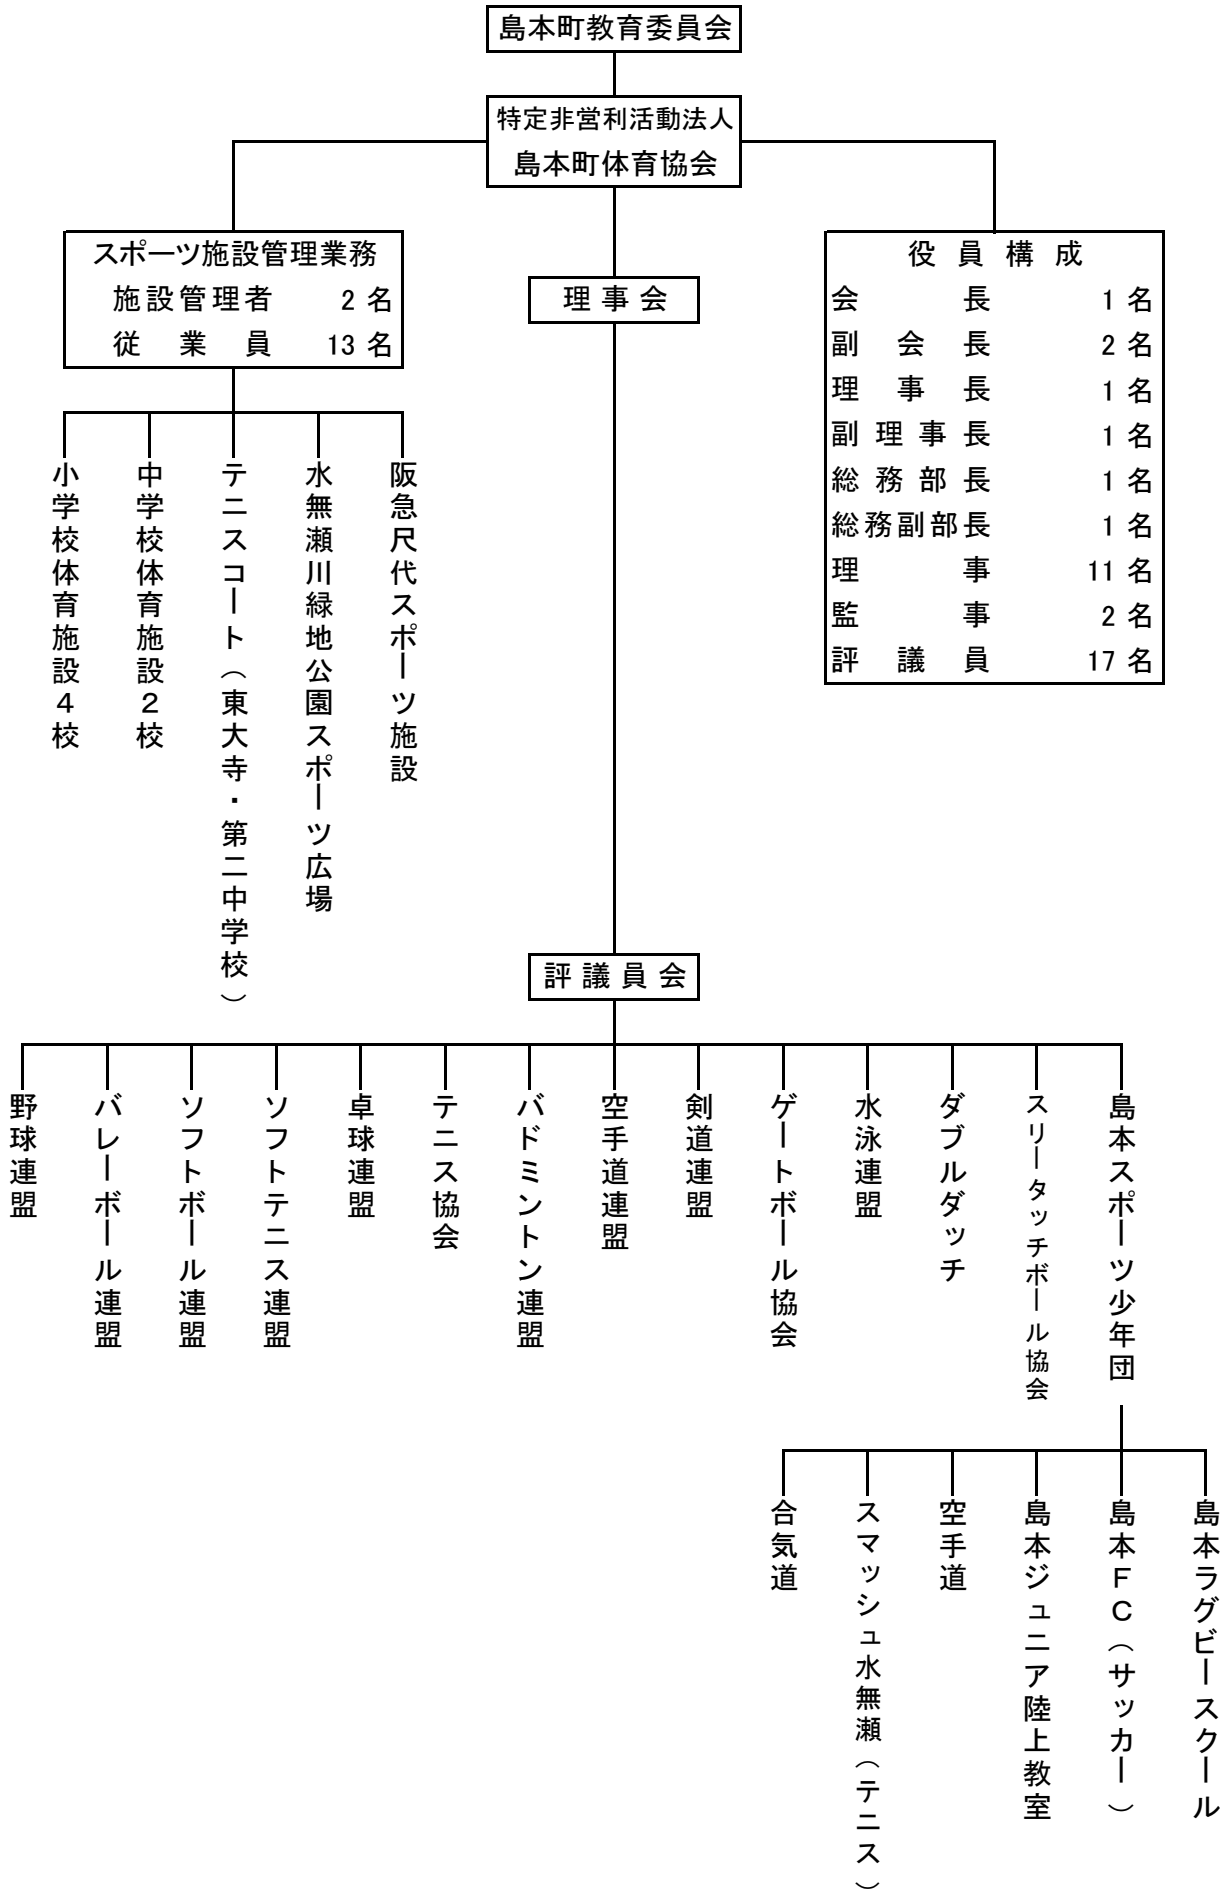 島本町教育委員会
特定非営利活動法人
島本町体育協会
スポーツ施設管理業務
施設管理者 2 名
従業員 13 名
理事会
役員構成
会長 1 名
副会長 2 名
理事長 1 名
副理事長 1 名
総務部長 1 名
総務副部長 1 名
理事 11 名
監事 2 名
評議員 17 名
小学校体育施設4校
中学校体育施設2校
テニスコート(東大寺・第二中学校)
水無瀬川緑地公園スポーツ広場
阪急尺代スポーツ施設
評議員会
野球連盟
バレーボール連盟
ソフトボール連盟
ソフトテニス連盟
卓球連盟
テニス協会
バドミントン連盟
空手道連盟
剣道連盟
ゲートボール協会
水泳連盟
ダブルダッチ
スリータッチボール協会
島本スポーツ少年団
合気道
スマッシュ水無瀬(テニス)
空手道
島本ジュニア陸上教室
島本FC(サッカー)
島本ラグビースクール